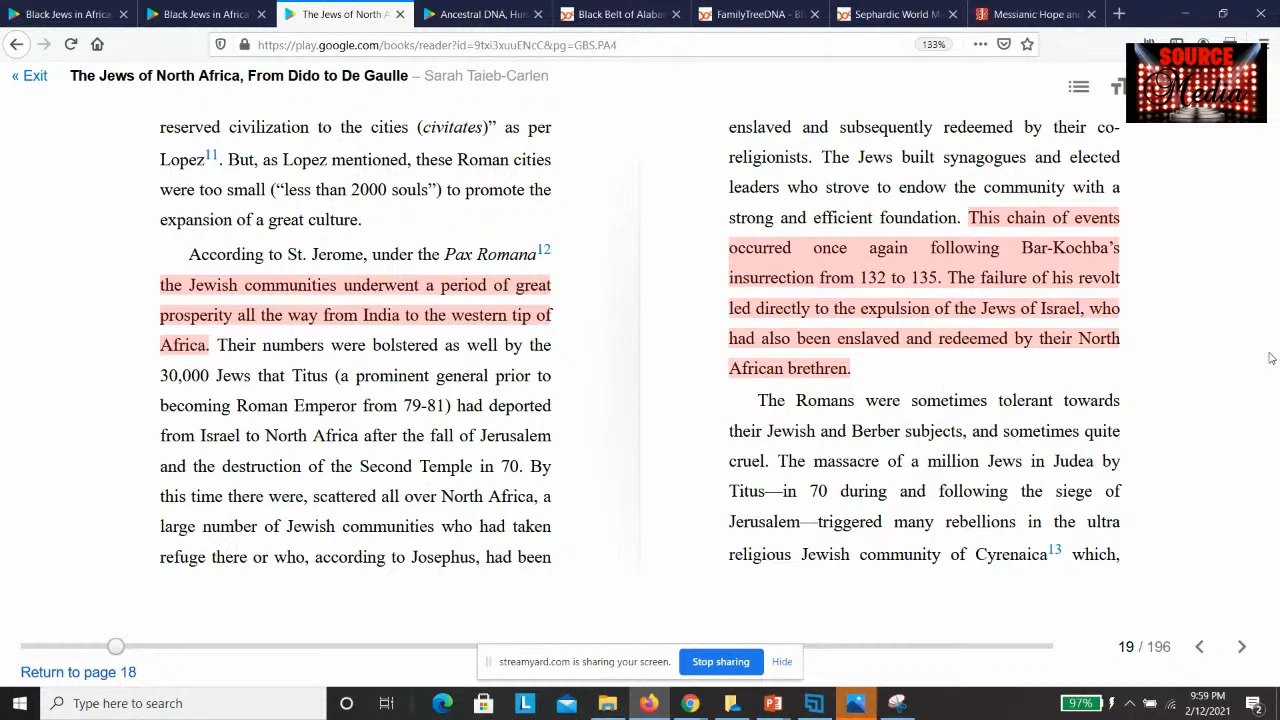 Black Jews in Africa
Black Jews in Africa
The Jews of North A
Ancestral DNA, Hu
Black Belt of Alaba
FamilyTreeDNA - B
Sephardic World M
Messianic Hope and
https://play.google.com/books/reader?id=9fxi3xuuENcC&pg=GBS.PA4
133%
« Exit
The Jews of North Africa, From Dido to De Gaulle – Sarah Taieb-Carlen
SOURCE
Media
reserved civilization to the cities (civitates) as per
Lopez11. But, as Lopez mentioned, these Roman cities
were too small (“less than 2000 souls”) to promote the
expansion of a great culture.
According to St. Jerome, under the Pax Romana12
the Jewish communities underwent a period of great
prosperity all the way from India to the western tip of
Africa. Their numbers were bolstered as well by the
30,000 Jews that Titus (a prominent general prior to
becoming Roman Emperor from 79-81) had deported
from Israel to North Africa after the fall of Jerusalem
and the destruction of the Second Temple in 70. By
this time there were, scattered all over North Africa, a
large number of Jewish communities who had taken
refuge there or who, according to Josephus, had been
enslaved and subsequently redeemed by their co-
religionists. The Jews built synagogues and elected
leaders who strove to endow the community with a
strong and efficient foundation. This chain of events
occurred once again following Bar-Kochba’s
insurrection from 132 to 135. The failure of his revolt
led directly to the expulsion of the Jews of Israel, who
had also been enslaved and redeemed by their North
African brethren.
The Romans were sometimes tolerant towards
their Jewish and Berber subjects, and sometimes quite
cruel. The massacre of a million Jews in Judea by
Titus—in 70 during and following the siege of
Jerusalem—triggered many rebellions in the ultra
religious Jewish community of Cyrenaica13 which,
19 / 196
Return to page 18
streamyard.com is sharing your screen.
Stop sharing
Hide
Type here to search
97%
9:59 PM
2/12/2021
2